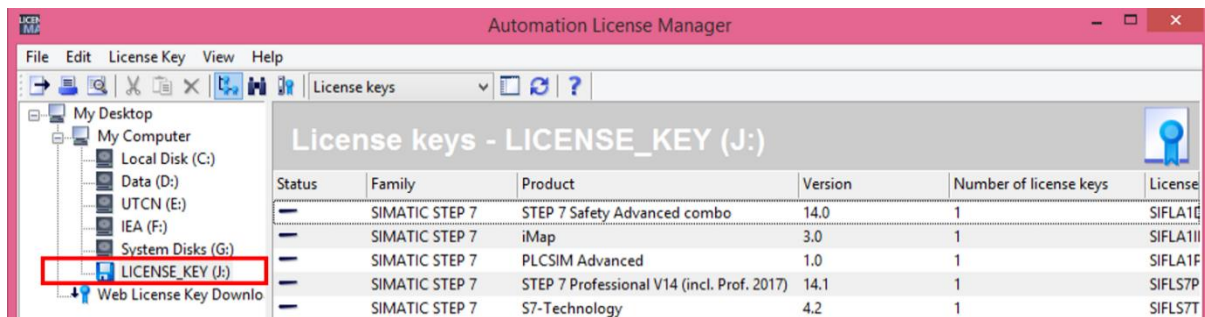 Automation License Manager
File Edit License Key View Help
License keys
My Desktop
My Computer
Local Disk (C:)
Data (D:)
UTCN (E:)
IEA (F:)
System Disks (G:)
LICENSE_KEY (J:)
Web License Key Downlo
License keys - LICENSE_KEY (J:)
Status Family Product Version Number of license keys License
SIMATIC STEP 7 STEP 7 Safety Advanced combo 14.0 1
SIMATIC STEP 7 iMap 3.0 1
SIMATIC STEP 7 PLCSIM Advanced 1.0 1 SIFLA1P
SIMATIC STEP 7 STEP 7 Professional V14 (incl. Prof. 2017) 14.1 1 SIFLS7P
SIMATIC STEP 7 S7-Technology 4.2 1 SIFLS7T